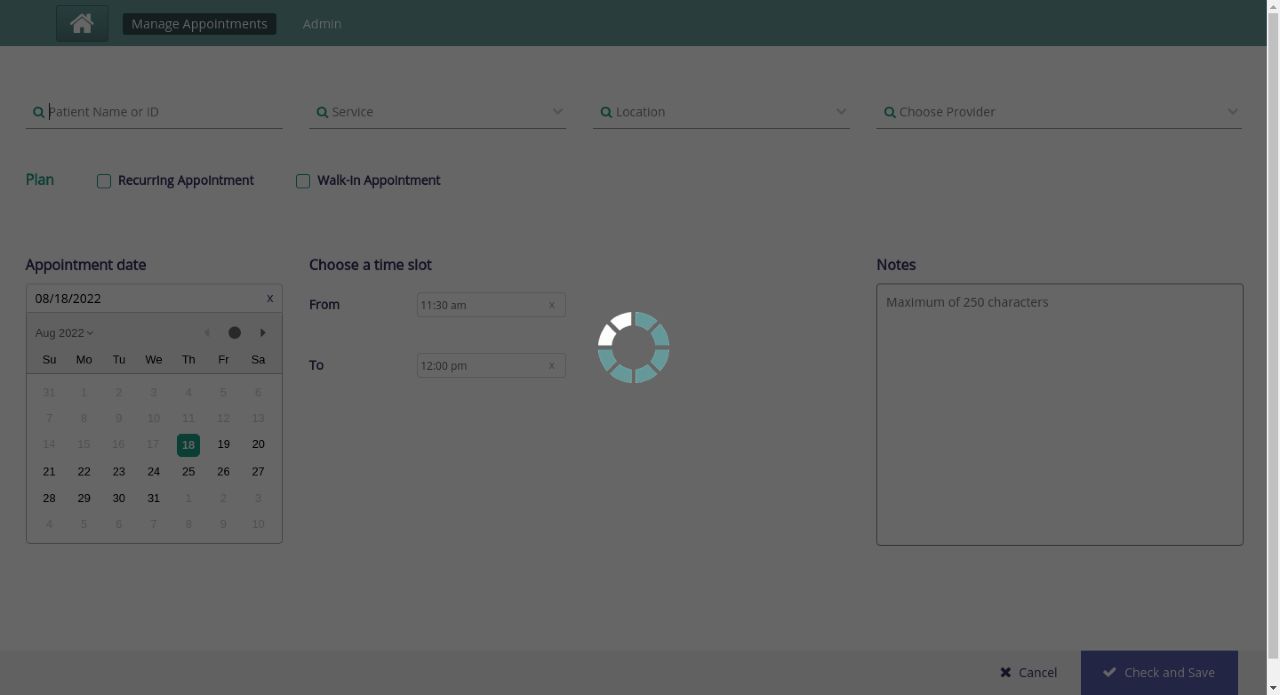 Manage Appointments Admin
Patient Name or ID Service Location Choose Provider
Plan Recurring Appointment Walk-in Appointment
Appointment date Choose a time slot Notes
08/18/2022 x
From 11:30 am x
Maximum of 250 characters
Aug 2022
Su Mo Tu We Th Fr Sa
To 12:00 pm x
31 1 2 3 4 5 6
7 8 9 10 11 12 13
14 15 16 17 18 19 20
21 22 23 24 25 26 27
28 29 30 31 1 2 3
4 5 6 7 8 9 10
Cancel Check and Save